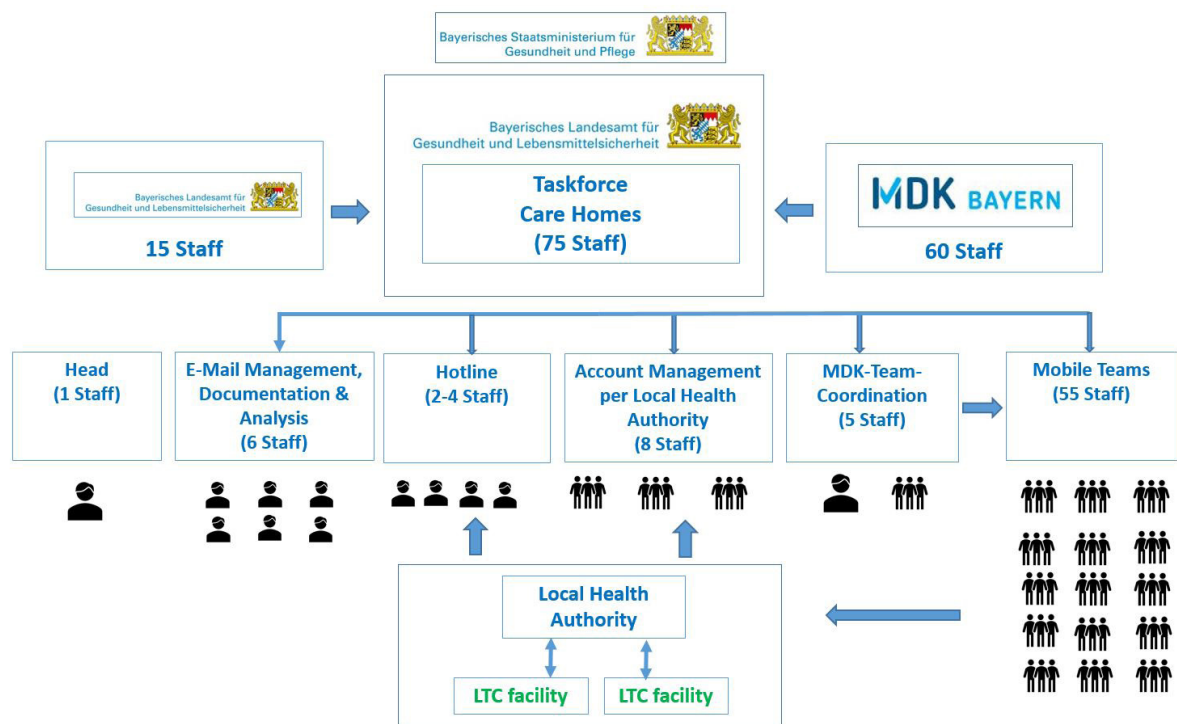 Bayerisches Staatsministerium für
Gesundheit und Pflege
Bayerisches Landesamt für
Gesundheit und Lebensmittelsicherheit
Taskforce
Care Homes
(75 Staff)
Bayerisches Landesamt für
Gesundheit und Lebensmittelsicherheit
15 Staff
MDK BAYERN
60 Staff
Head
(1 Staff)
E-Mail Management,
Documentation &
Analysis
(6 Staff)
Hotline
(2-4 Staff)
Account Management
per Local Health
Authority
(8 Staff)
MDK-Team-
Coordination
(5 Staff)
Mobile Teams
(55 Staff)
Local Health
Authority
LTC facility
LTC facility